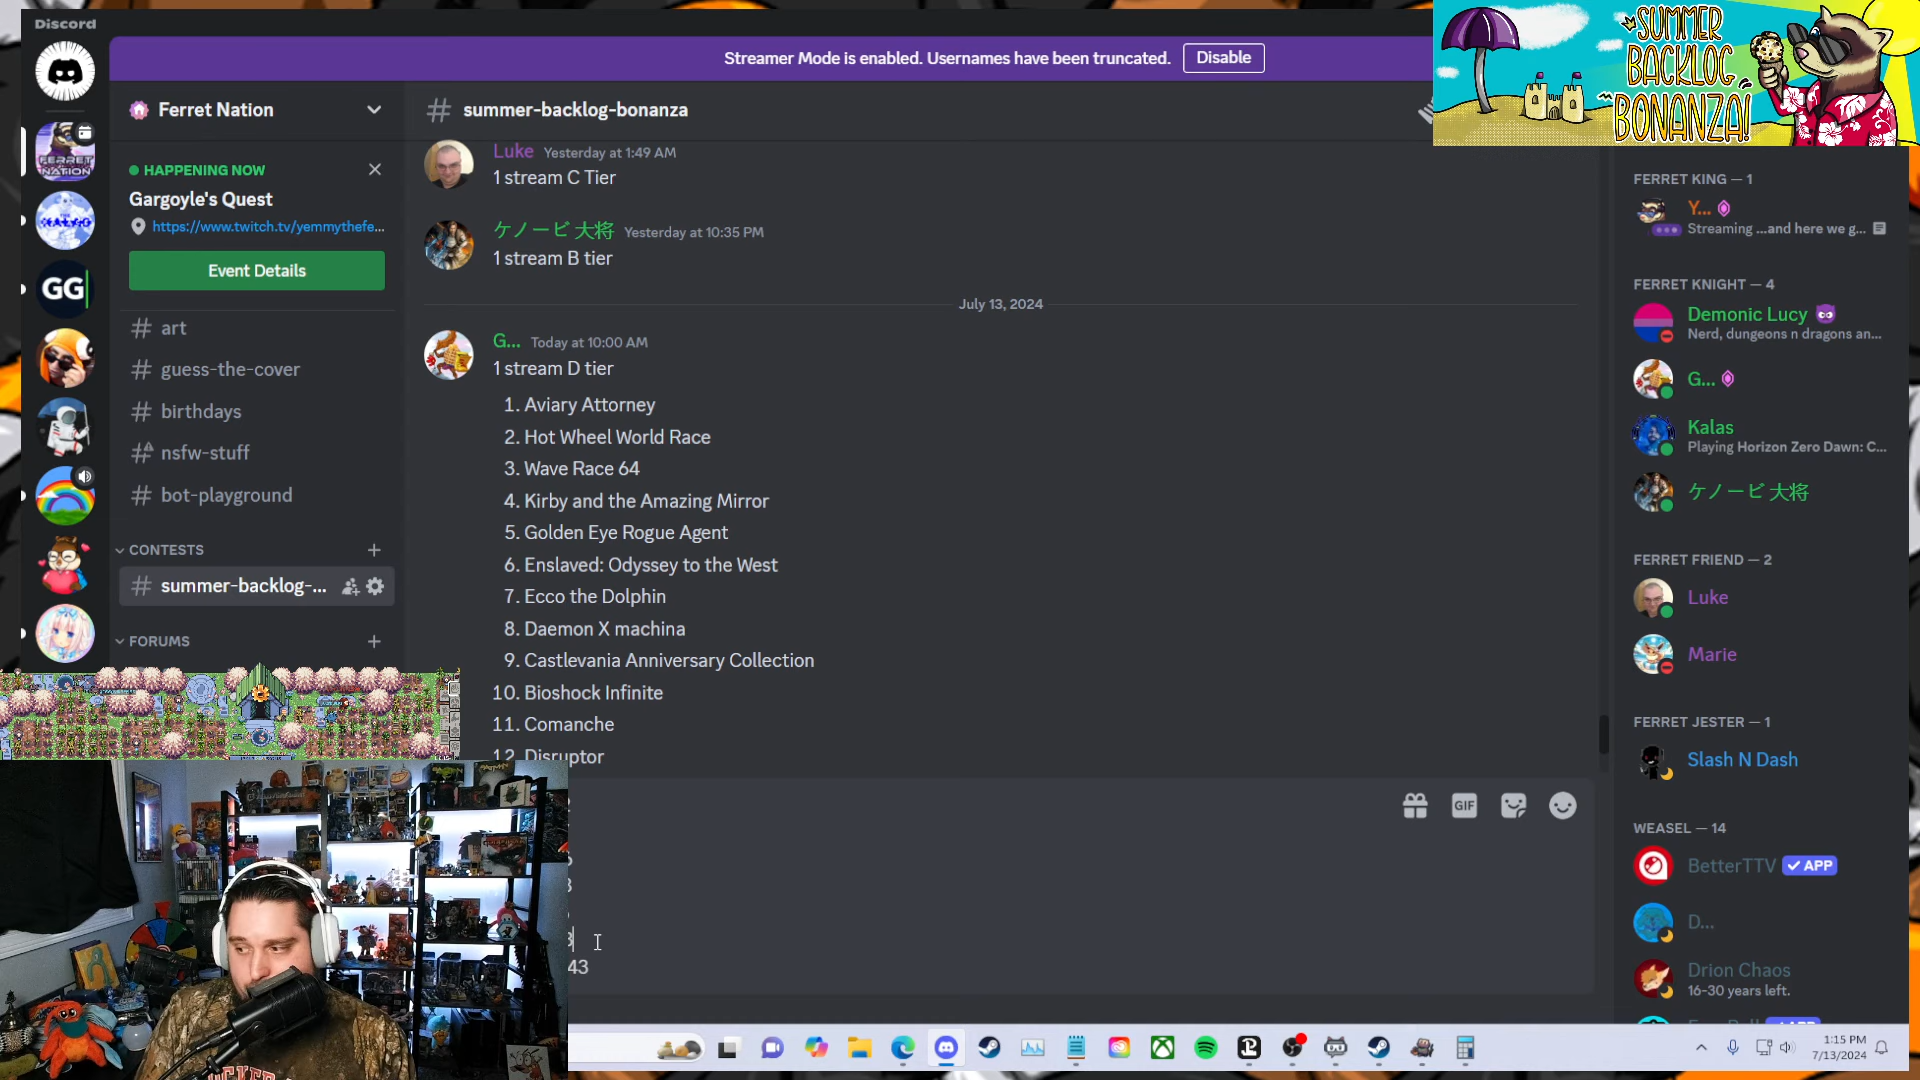 Discord
Streamer Mode is enabled. Usernames have been truncated.
Disable
SUMMER
BACKLOG
BONANZA!
Ferret Nation
summer-backlog-bonanza
HAPPENING NOW
Gargoyle's Quest
https://www.twitch.tv/yemmythefe...
Event Details
art
guess-the-cover
birthdays
nsfw-stuff
bot-playground
CONTESTS
summer-backlog-...
FORUMS
FERRET
NATION
GG
Luke Yesterday at 1:49 AM
1 stream C Tier
ケノービ 大将 Yesterday at 10:35 PM
1 stream B tier
July 13, 2024
G... Today at 10:00 AM
1 stream D tier
1. Aviary Attorney
2. Hot Wheel World Race
3. Wave Race 64
4. Kirby and the Amazing Mirror
5. Golden Eye Rogue Agent
6. Enslaved: Odyssey to the West
7. Ecco the Dolphin
8. Daemon X machina
9. Castlevania Anniversary Collection
10. Bioshock Infinite
11. Comanche
12. Disruptor
43
GIF
FERRET KING — 1
Y...
Streaming ...and here we g...
FERRET KNIGHT — 4
Demonic Lucy
Nerd, dungeons n dragons an...
G...
Kalas
Playing Horizon Zero Dawn: C...
ケノービ 大将
FERRET FRIEND — 2
Luke
Marie
FERRET JESTER — 1
Slash N Dash
WEASEL — 14
BetterTTV APP
D...
Drion Chaos
16-30 years left.
1:15 PM
7/13/2024